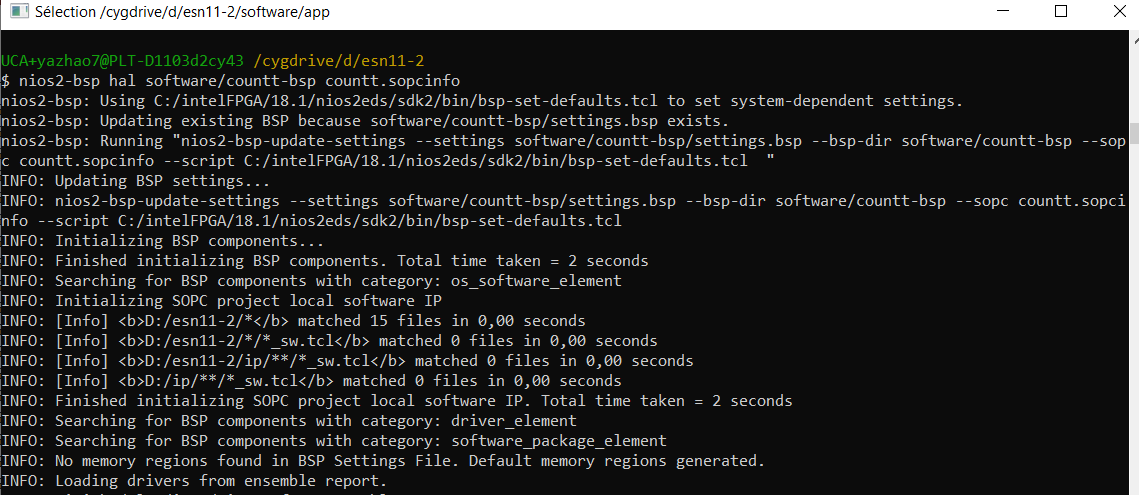 Sélection /cygdrive/d/esn11-2/software/app
UCA+yazhao7@PLT-D1103d2cy43 /cygdrive/d/esn11-2
$ nios2-bsp hal software/countt-bsp countt.sopcinfo
nios2-bsp: Using C:/intelFPGA/18.1/nios2eds/sdk2/bin/bsp-set-defaults.tcl to set system-dependent settings.
nios2-bsp: Updating existing BSP because software/countt-bsp/settings.bsp exists.
nios2-bsp: Running "nios2-bsp-update-settings --settings software/countt-bsp/settings.bsp --bsp-dir software/countt-bsp --sop
c countt.sopcinfo --script C:/intelFPGA/18.1/nios2eds/sdk2/bin/bsp-set-defaults.tcl  "
INFO: Updating BSP settings...
INFO: nios2-bsp-update-settings --settings software/countt-bsp/settings.bsp --bsp-dir software/countt-bsp --sopc countt.sopci
nfo --script C:/intelFPGA/18.1/nios2eds/sdk2/bin/bsp-set-defaults.tcl
INFO: Initializing BSP components...
INFO: Finished initializing BSP components. Total time taken = 2 seconds
INFO: Searching for BSP components with category: os_software_element
INFO: Initializing SOPC project local software IP
INFO: [Info] <b>D:/esn11-2/*</b> matched 15 files in 0,00 seconds
INFO: [Info] <b>D:/esn11-2/*/*_sw.tcl</b> matched 0 files in 0,00 seconds
INFO: [Info] <b>D:/esn11-2/ip/**/*_sw.tcl</b> matched 0 files in 0,00 seconds
INFO: [Info] <b>D:/ip/**/*_sw.tcl</b> matched 0 files in 0,00 seconds
INFO: Finished initializing SOPC project local software IP. Total time taken = 2 seconds
INFO: Searching for BSP components with category: driver_element
INFO: Searching for BSP components with category: software_package_element
INFO: No memory regions found in BSP Settings File. Default memory regions generated.
INFO: Loading drivers from ensemble report.